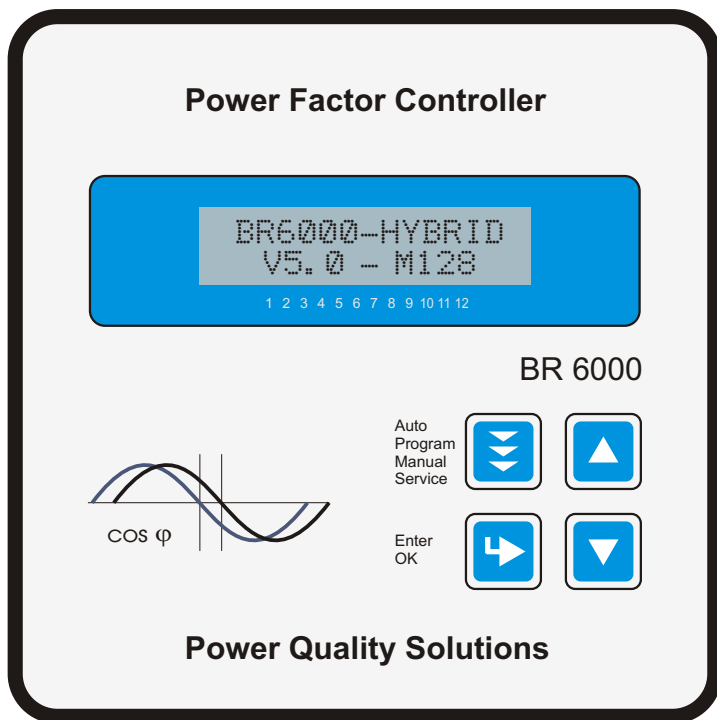 Power Factor Controller
BR6000-HYBRID
V5.0 - M128
1 2 3 4 5 6 7 8 9 10 11 12
BR 6000
Auto
Program
Manual
Service
cos φ
Enter
OK
Power Quality Solutions